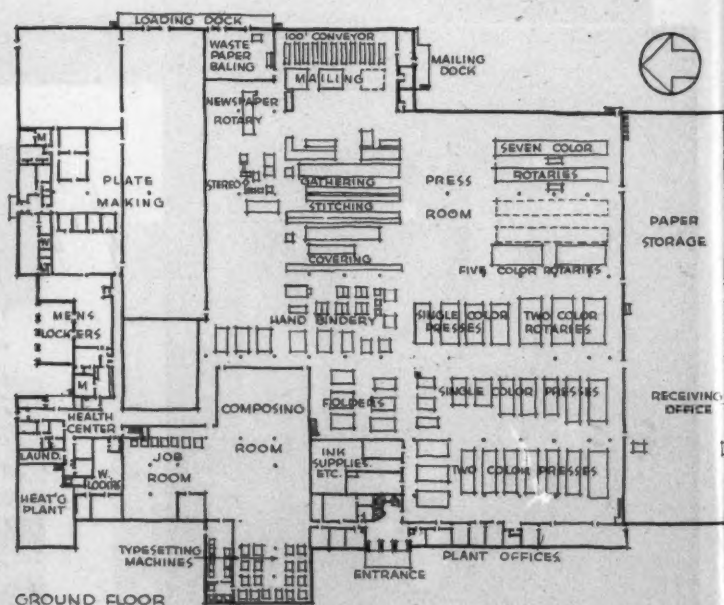 LOADING DOCK
WASTE
PAPER
BALING
100' CONVEYOR
MAILING
MAILING
DOCK
NEWSPAPER
ROTARY
STEREO
PLATE
MAKING
M
GATHERING
STITCHING
COVERING
PRESS
ROOM
SEVEN COLOR
ROTARIES
FIVE COLOR ROTARIES
PAPER
STORAGE
MENS
LOCKERS
M
HAND BINDERY
SINGLE COLOR
PRESSES
TWO COLOR
ROTARIES
HEALTH
CENTER
COMPOSING
ROOM
FOLDERS
SINGLE COLOR PRESSES
RECEIVING
OFFICE
LAUND.
W.
LOCKRS
JOB
ROOM
INK
SUPPLIES
ETC.
TWO COLOR PRESSES
HEAT'G
PLANT
TYPESETTING
MACHINES
ENTRANCE
PLANT OFFICES
GROUND FLOOR